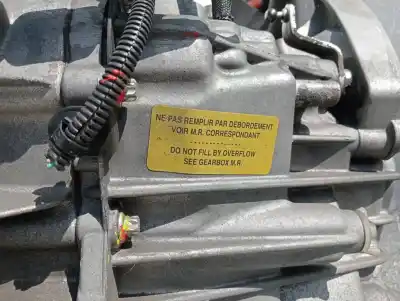 NE PAS REMPLIR PAR DEBORDEMENT
VOIR M.R. CORRESPONDANT
--------------
DO NOT FILL BY OVERFLOW
SEE GEARBOX M.R